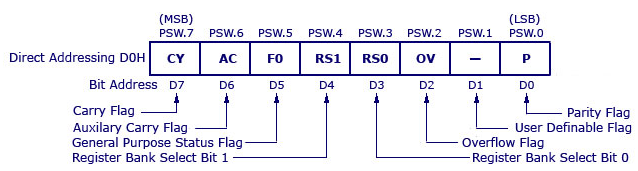 (MSB) (LSB)
PSW.7 PSW.6 PSW.5 PSW.4 PSW.3 PSW.2 PSW.1 PSW.0
Direct Addressing D0H CY AC F0 RS1 RS0 OV — P
Bit Address D7 D6 D5 D4 D3 D2 D1 D0
Carry Flag Parity Flag
Auxilary Carry Flag User Definable Flag
General Purpose Status Flag Overflow Flag
Register Bank Select Bit 1 Register Bank Select Bit 0